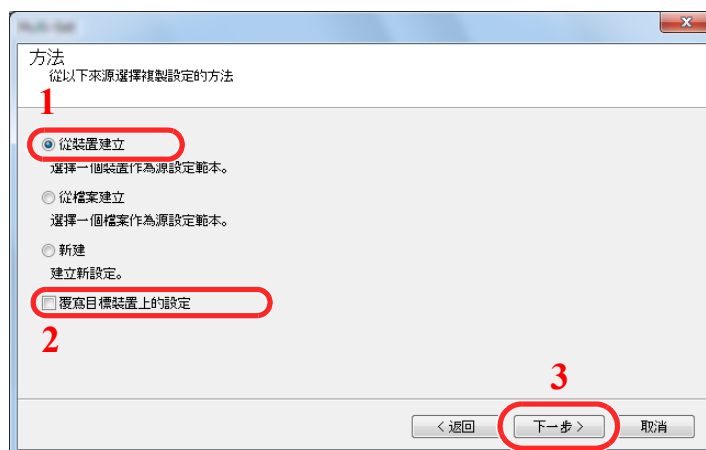 方法
從以下來源選擇複製設定的方法
1
從裝置建立
選擇一個裝置作為源設定範本。
從檔案建立
選擇一個檔案作為源設定範本。
新建
建立新設定。
覆寫目標裝置上的設定
2
3
< 返回
下一步 >
取消